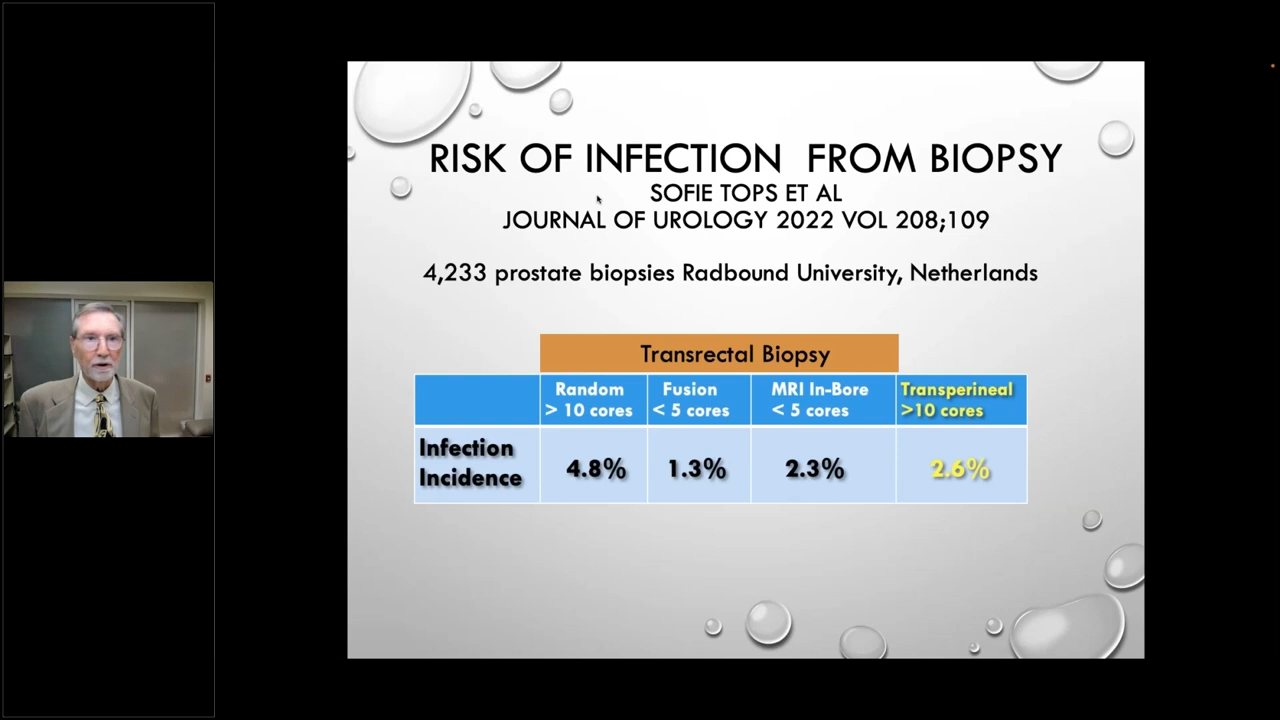 RISK OF INFECTION FROM BIOPSY
SOFIE TOPS ET AL
JOURNAL OF UROLOGY 2022 VOL 208;109
4,233 prostate biopsies Radbound University, Netherlands
Transrectal Biopsy
Random
> 10 cores
Fusion
< 5 cores
MRI In-Bore
< 5 cores
Transperineal
>10 cores
Infection
Incidence
4.8%
1.3%
2.3%
2.6%